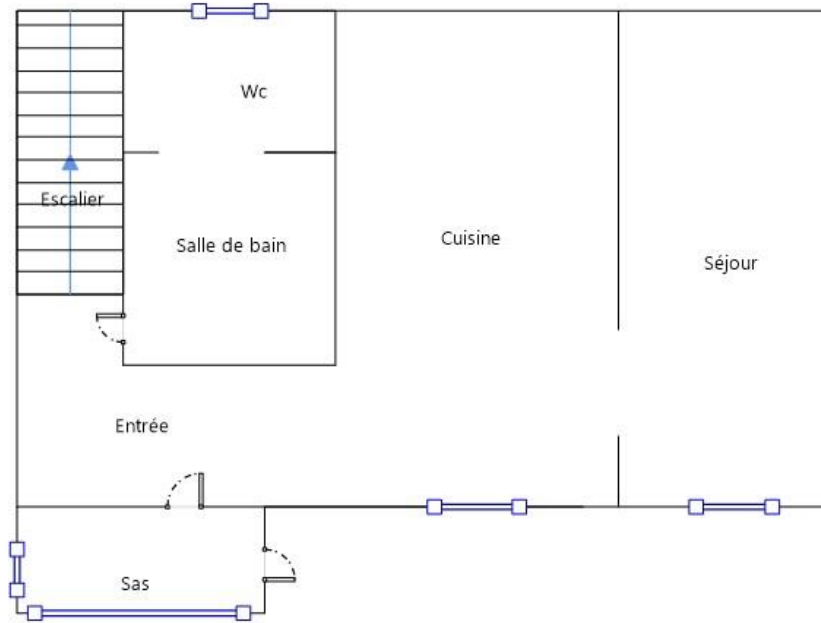 Wc
Escalier
Salle de bain
Cuisine
Séjour
Entrée
Sas